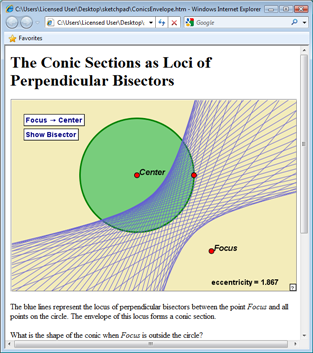 C:\Users\Licensed User\Desktop\sketchpad\ConicsEnvelope.htm - Windows Internet Explorer
C:\Users\Licensed User\Desktop\
Google
Favorites
The Conic Sections as Loci of
Perpendicular Bisectors
Focus → Center
Show Bisector
Center
Focus
eccentricity = 1.867
The blue lines represent the locus of perpendicular bisectors between the point Focus and all
points on the circle. The envelope of this locus forms a conic section.
What is the shape of the conic when Focus is outside the circle?